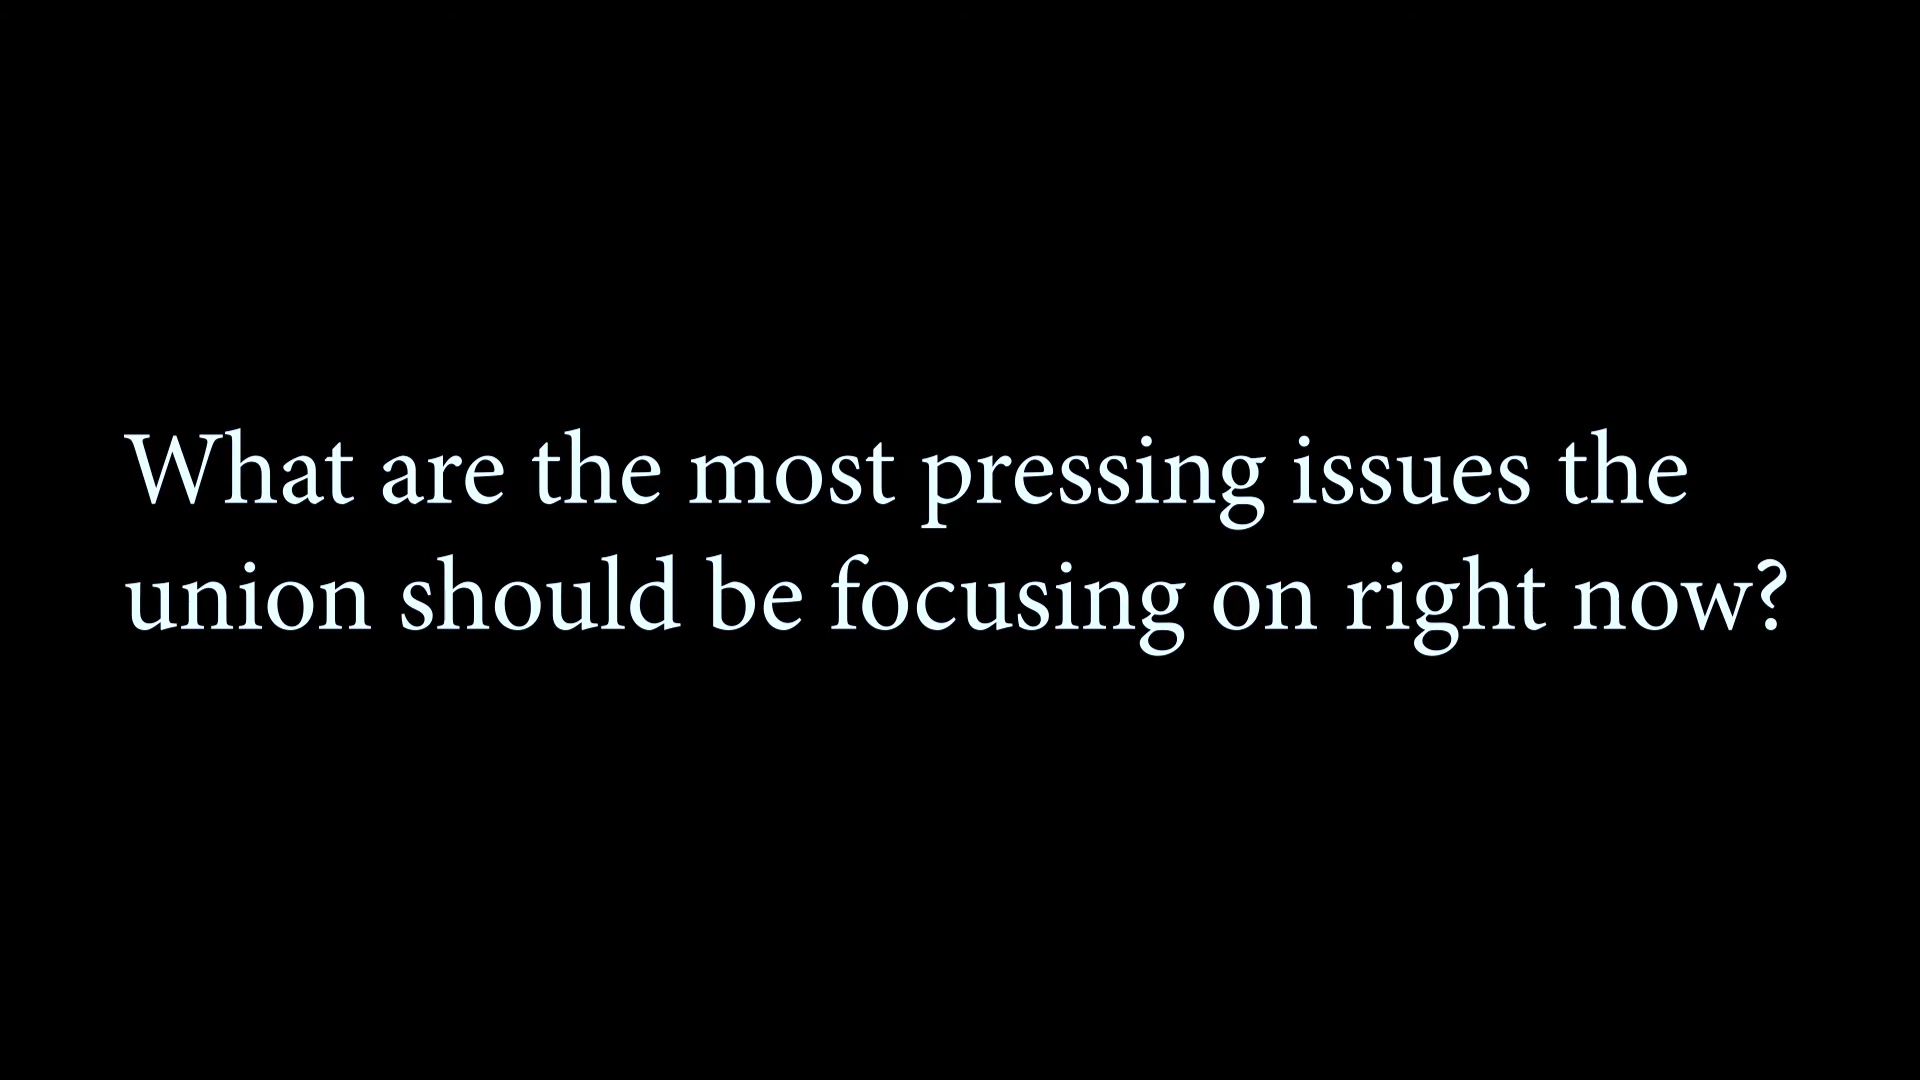 What are the most pressing issues the
union should be focusing on right now?